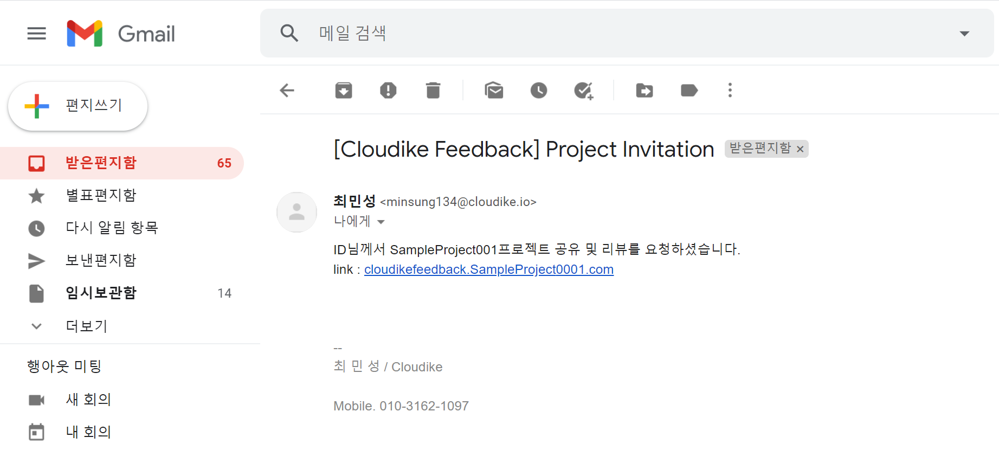 Gmail
메일 검색
편지쓰기
받은편지함 65
별표편지함
다시 알림 항목
보낸편지함
임시보관함 14
더보기
행아웃 미팅
새 회의
내 회의
[Cloudike Feedback] Project Invitation 받은편지함 ×
최민성 <minsung134@cloudike.io>
나에게
ID님께서 SampleProject001프로젝트 공유 및 리뷰를 요청하셨습니다.
link : cloudikefeedback.SampleProject0001.com
--
최 민 성 / Cloudike
Mobile. 010-3162-1097